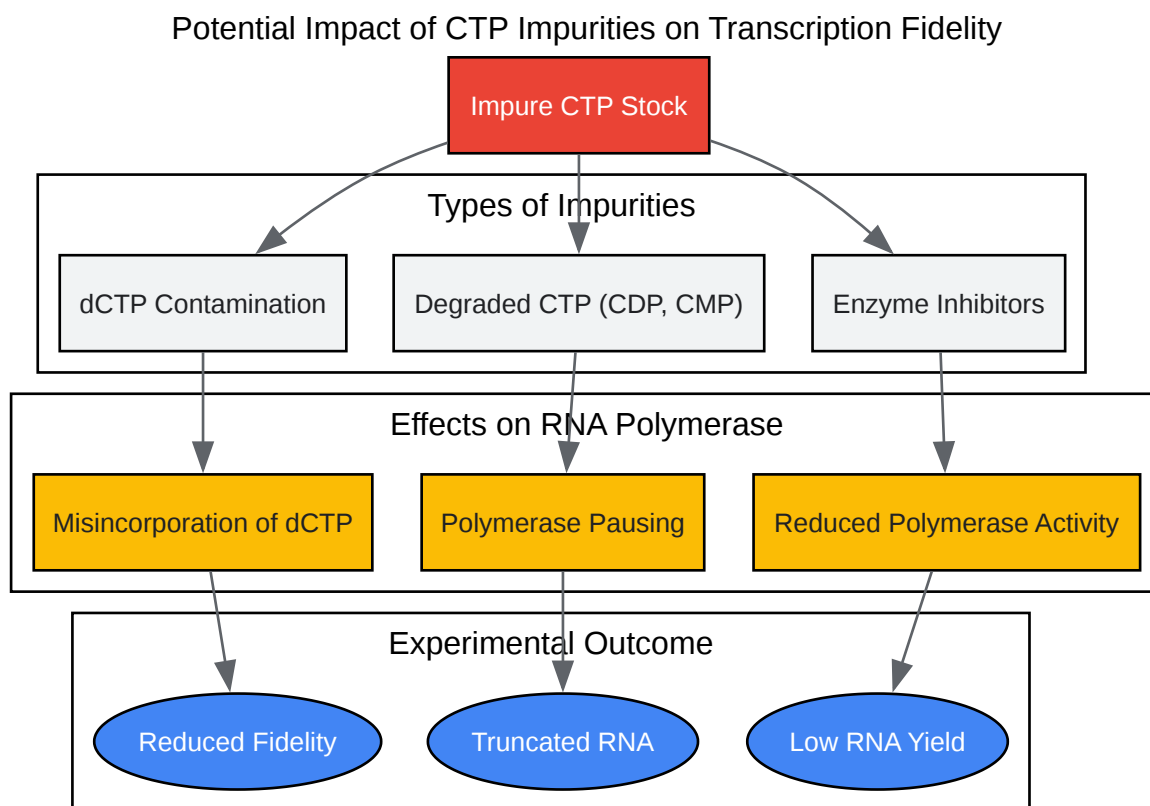 Potential Impact of CTP Impurities on Transcription Fidelity
Impure CTP Stock
Types of Impurities
dCTP Contamination
Degraded CTP (CDP, CMP)
Enzyme Inhibitors
Effects on RNA Polymerase
Misincorporation of dCTP
Polymerase Pausing
Reduced Polymerase Activity
Experimental Outcome
Reduced Fidelity
Truncated RNA
Low RNA Yield